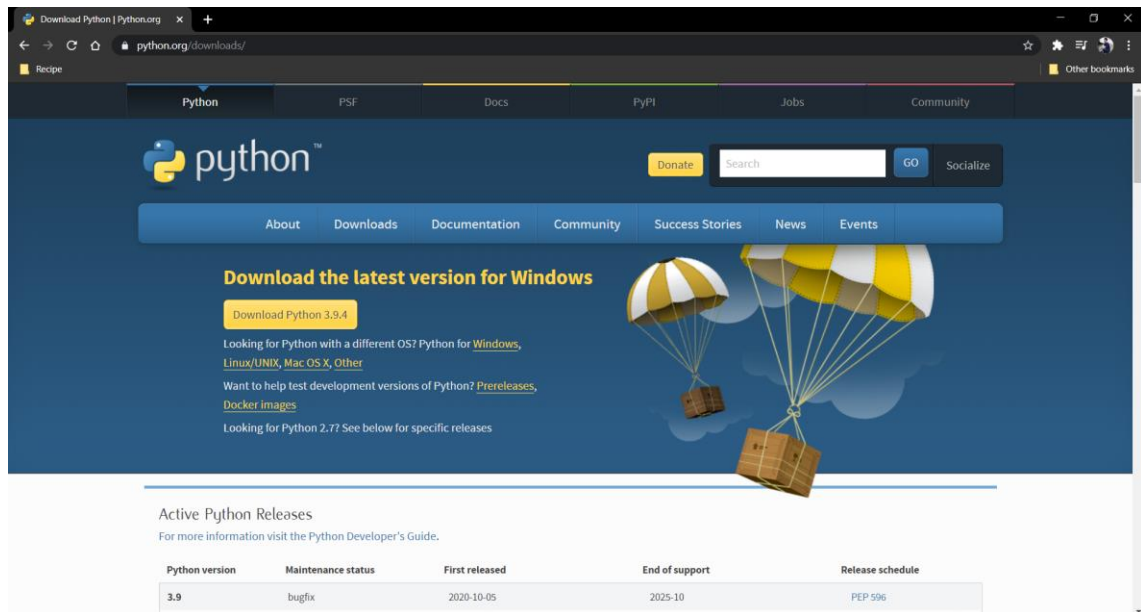 Download Python | Python.org
python.org/downloads/
Recipe
Other bookmarks
Python PSF Docs PyPI Jobs Community
python™
Donate Search GO Socialize
About Downloads Documentation Community Success Stories News Events
Download the latest version for Windows
Download Python 3.9.4
Looking for Python with a different OS? Python for Windows,
Linux/UNIX, Mac OS X, Other
Want to help test development versions of Python? Prereleases,
Docker images
Looking for Python 2.7? See below for specific releases
Active Python Releases
For more information visit the Python Developer's Guide.
Python version Maintenance status First released End of support Release schedule
3.9 bugfix 2020-10-05 2025-10 PEP 596